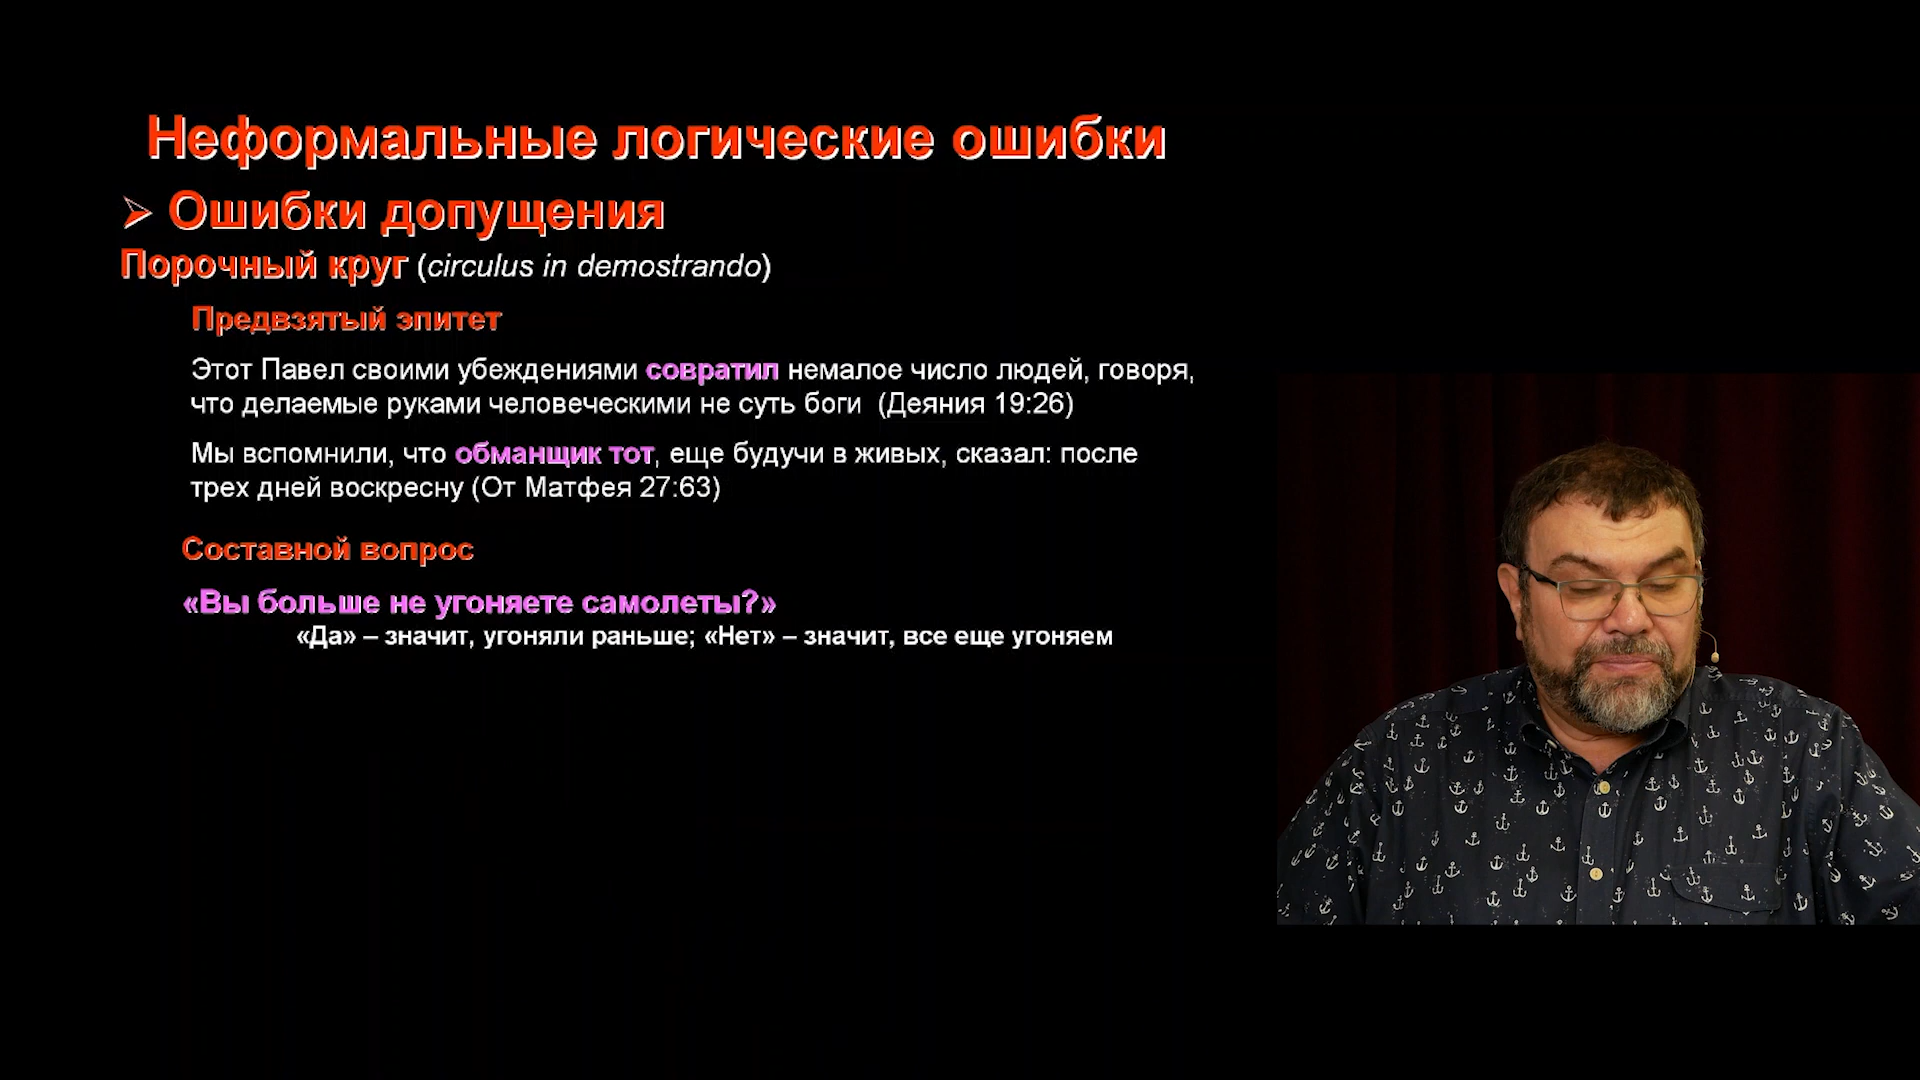 Неформальные логические ошибки
➢ Ошибки допущения
Порочный круг (circulus in demostrando)
Предвзятый эпитет
Этот Павел своими убеждениями совратил немалое число людей, говоря,
что делаемые руками человеческими не суть боги (Деяния 19:26)
Мы вспомнили, что обманщик тот, еще будучи в живых, сказал: после
трех дней воскресну (От Матфея 27:63)
Составной вопрос
«Вы больше не угоняете самолеты?»
«Да» – значит, угоняли раньше; «Нет» – значит, все еще угоняем